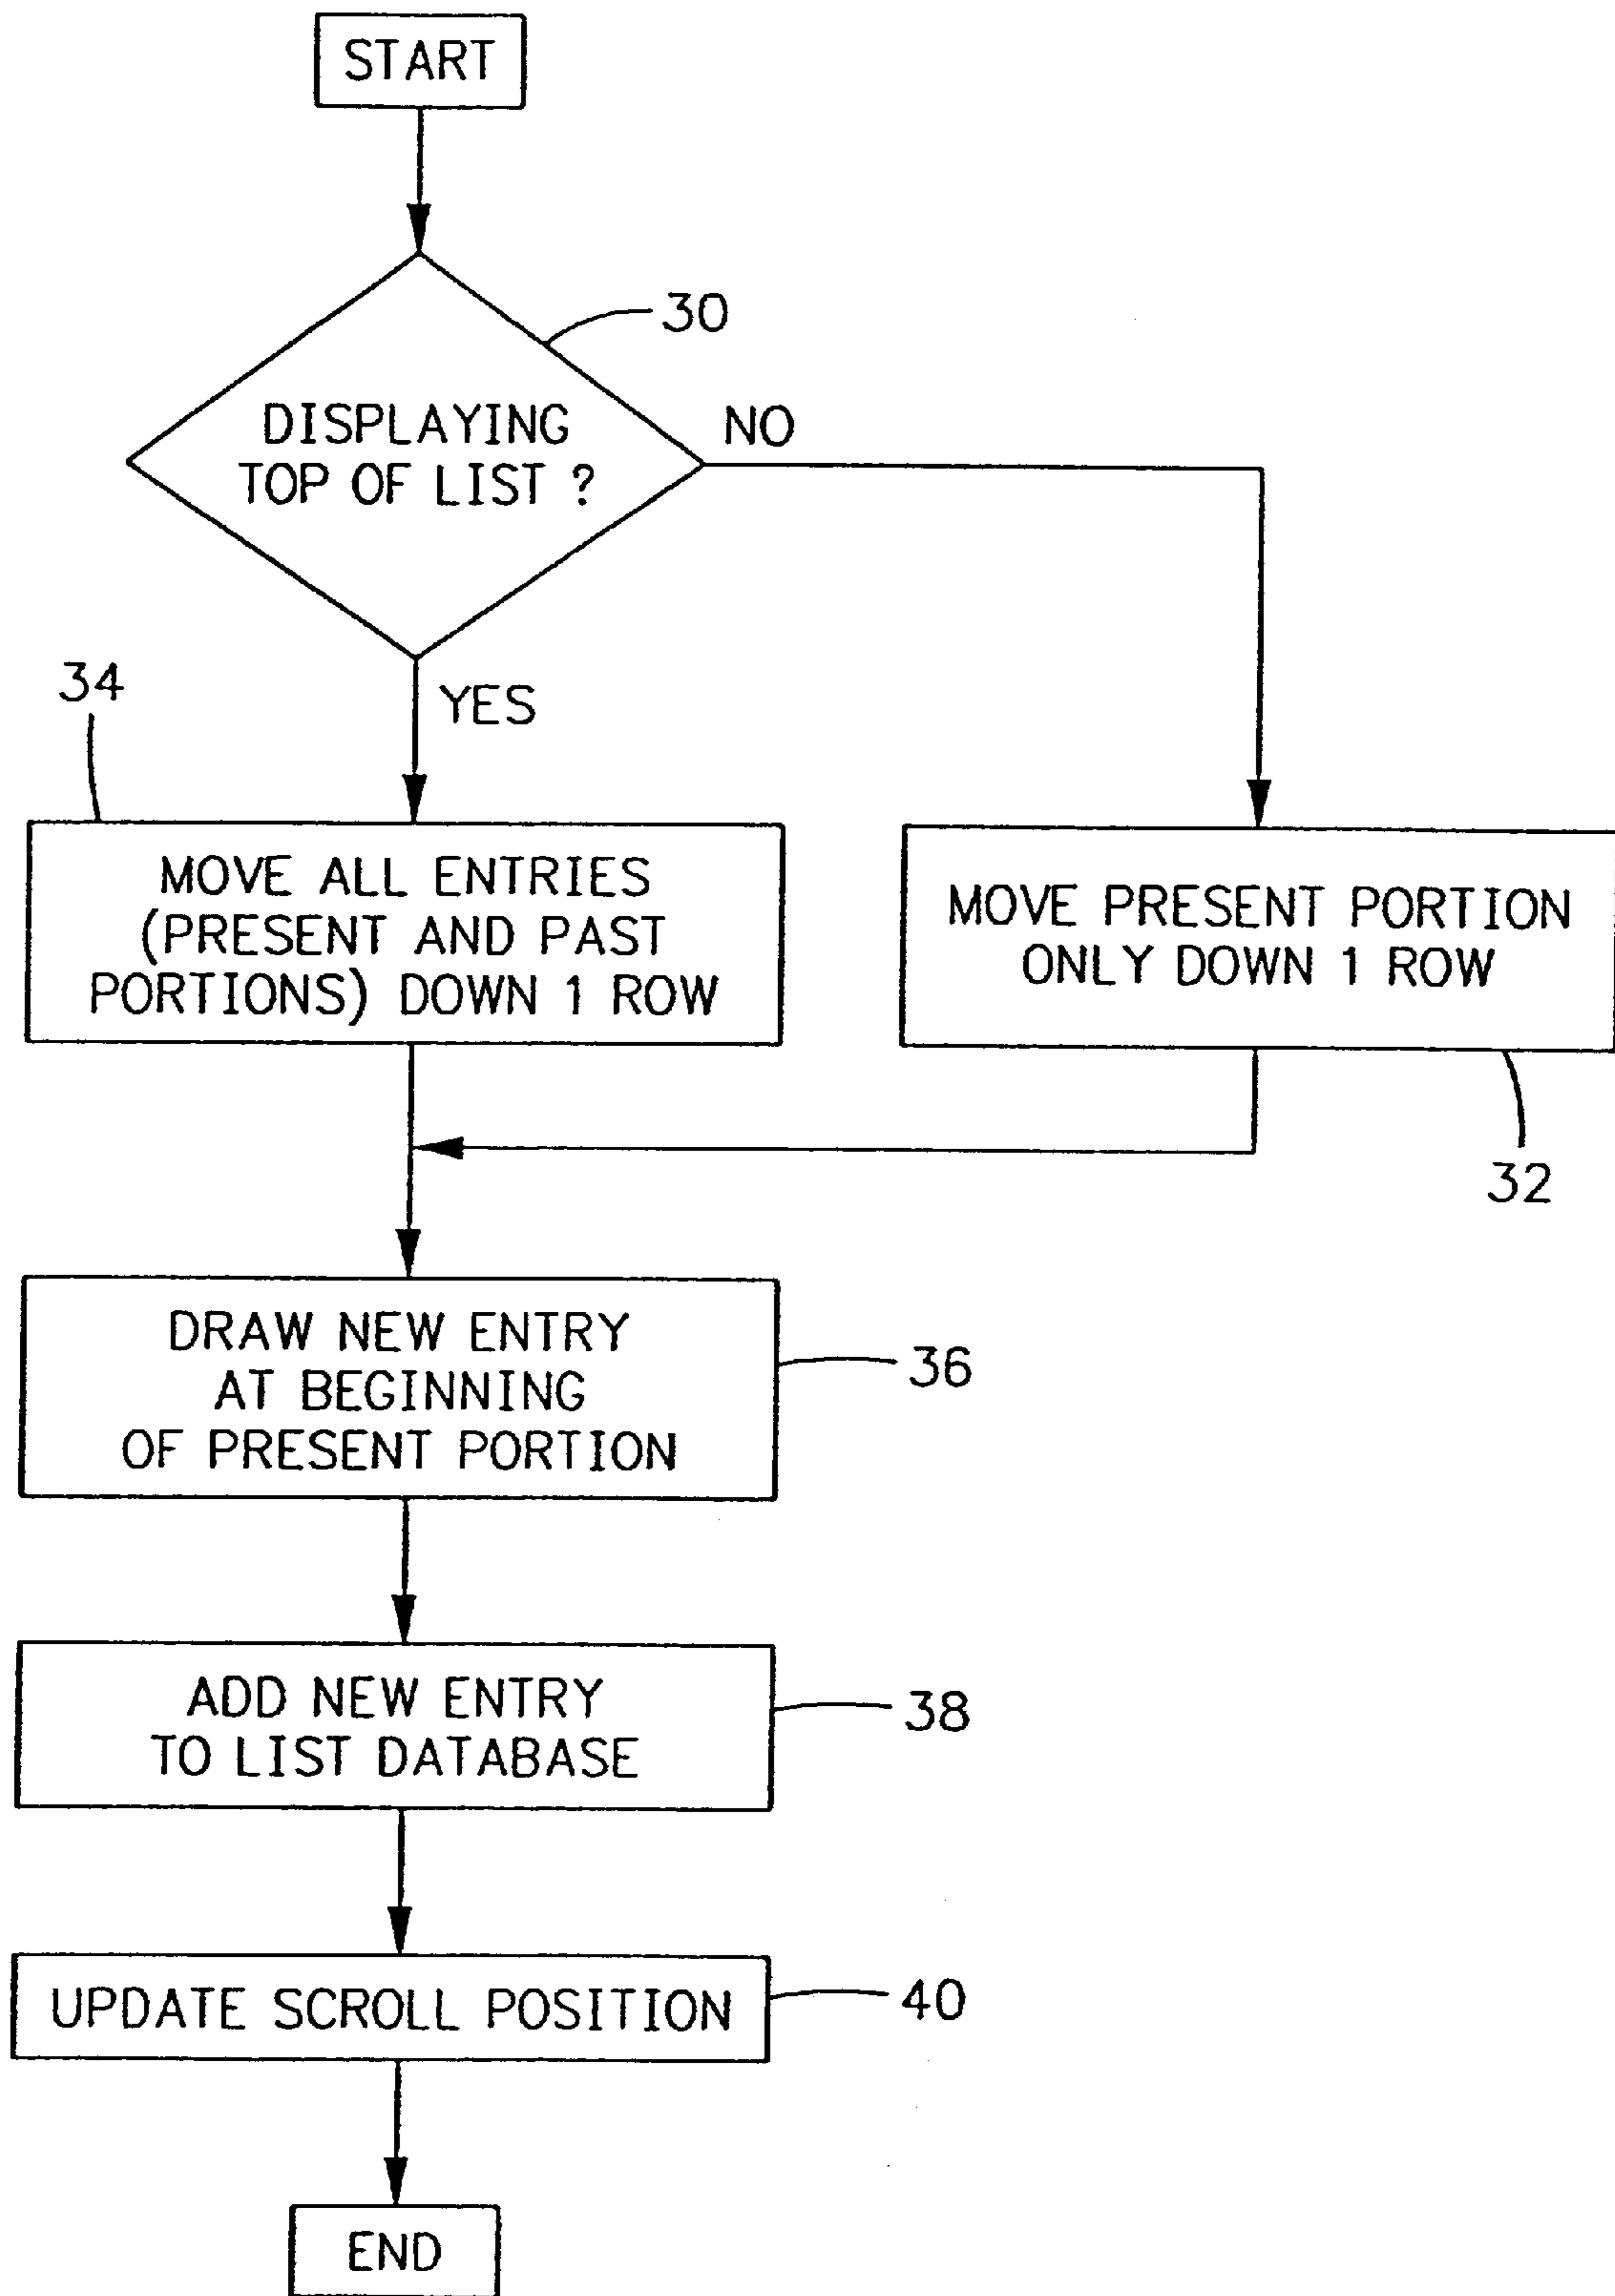 START
30
DISPLAYING
TOP OF LIST ?
NO
YES
34
MOVE ALL ENTRIES
(PRESENT AND PAST
PORTIONS) DOWN 1 ROW
MOVE PRESENT PORTION
ONLY DOWN 1 ROW
32
DRAW NEW ENTRY
AT BEGINNING
OF PRESENT PORTION
36
ADD NEW ENTRY
TO LIST DATABASE
38
UPDATE SCROLL POSITION
40
END